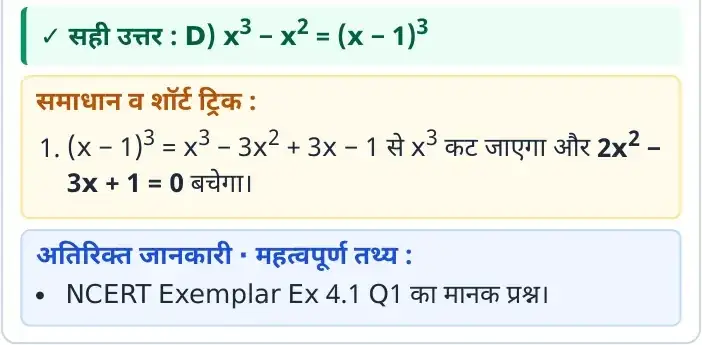 ✓ सही उत्तर : D) x³ – x² = (x – 1)³
समाधान व शॉर्ट ट्रिक :
1. (x – 1)³ = x³ – 3x² + 3x – 1 से x³ कट जाएगा और 2x² –
3x + 1 = 0 बचेगा।
अतिरिक्त जानकारी · महत्वपूर्ण तथ्य :
• NCERT Exemplar Ex 4.1 Q1 का मानक प्रश्न।